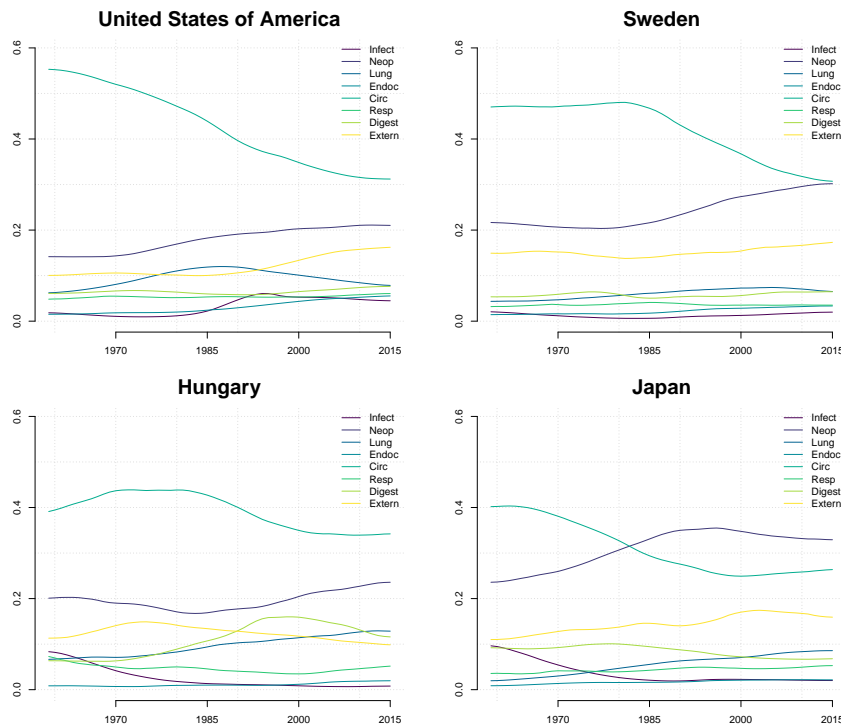 United States of America
0.6
0.4
0.2
0.0
Infect
Neop
Lung
Endoc
Circ
Resp
Digest
Extern
1970 1985 2000 2015
Sweden
0.6
0.4
0.2
0.0
Infect
Neop
Lung
Endoc
Circ
Resp
Digest
Extern
1970 1985 2000 2015
Hungary
0.6
0.4
0.2
0.0
Infect
Neop
Lung
Endoc
Circ
Resp
Digest
Extern
1970 1985 2000 2015
Japan
0.6
0.4
0.2
0.0
Infect
Neop
Lung
Endoc
Circ
Resp
Digest
Extern
1970 1985 2000 2015